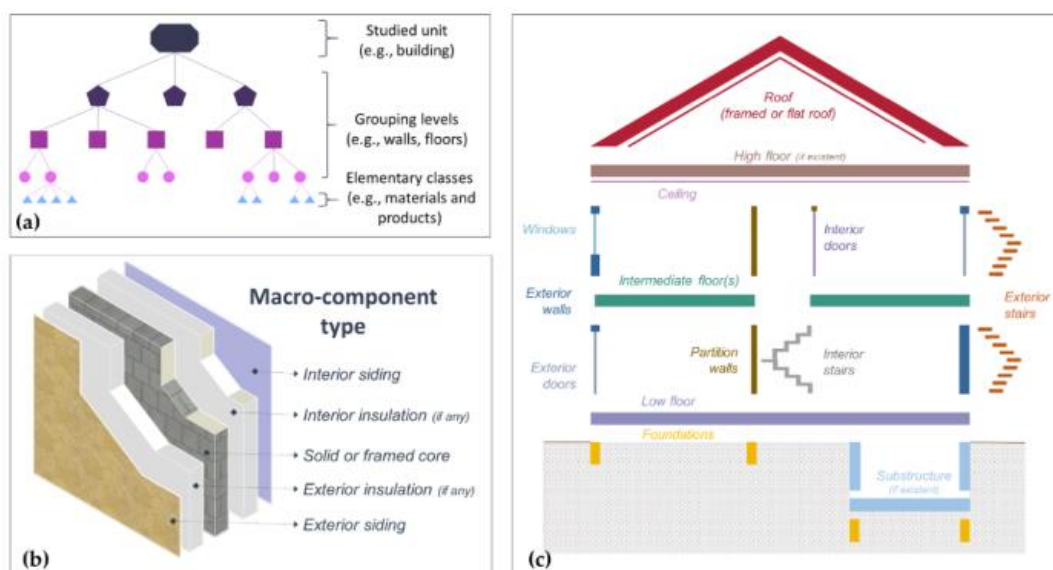 Studied unit
(e.g., building)
Grouping levels
(e.g., walls, floors)
Elementary classes
(e.g., materials and
products)
(a)
Macro-component
type
Interior siding
Interior insulation (if any)
Solid or framed core
Exterior insulation (if any)
Exterior siding
(b)
Roof
(framed or flat roof)
High floor (if existent)
Ceiling
Windows
Interior
doors
Intermediate floor(s)
Exterior
walls
Exterior
stairs
Exterior
doors
Partition
walls
Interior
stairs
Low floor
Foundations
Substructure
(if existent)
(c)